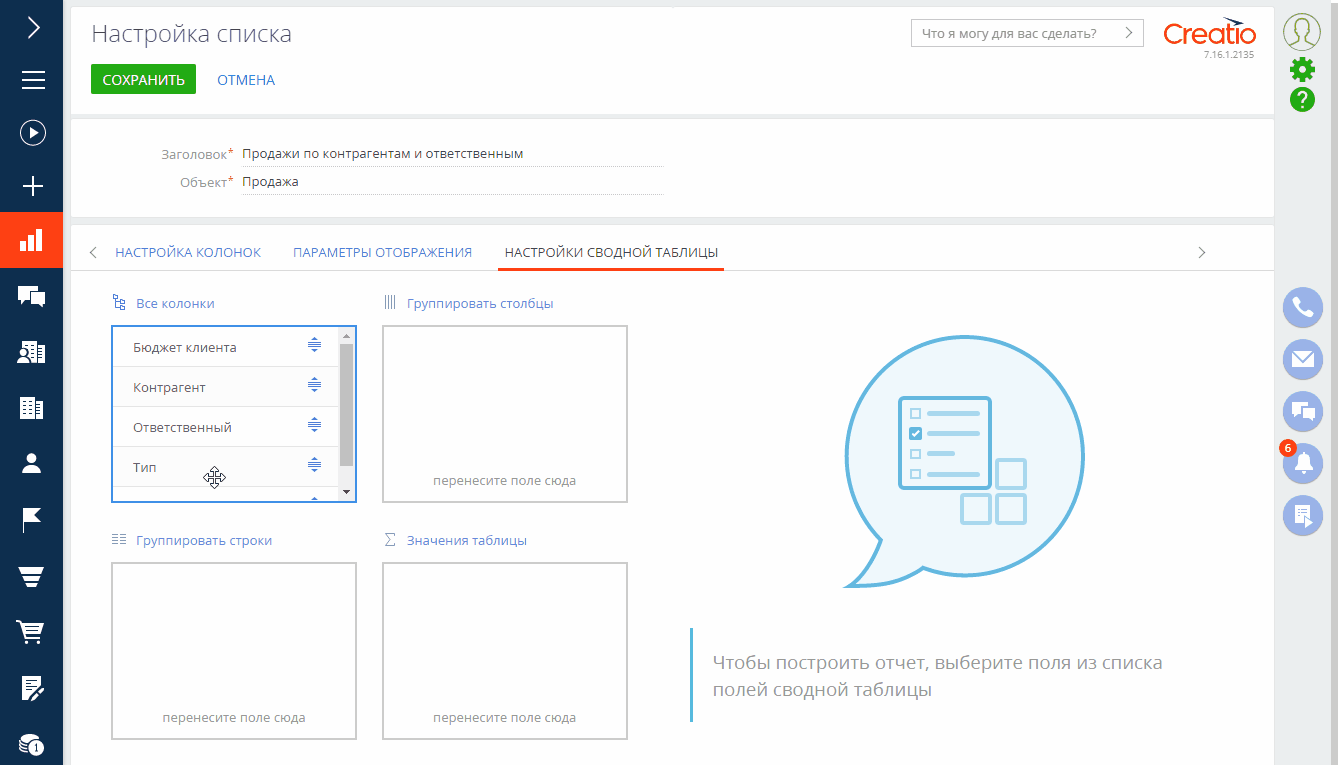 Настройка списка
Что я могу для вас сделать?
Creatio
7.16.1.2135
СОХРАНИТЬ
ОТМЕНА
Заголовок* Продажи по контрагентам и ответственным
Объект* Продажа
НАСТРОЙКА КОЛОНОК
ПАРАМЕТРЫ ОТОБРАЖЕНИЯ
НАСТРОЙКИ СВОДНОЙ ТАБЛИЦЫ
Все колонки
Бюджет клиента
Контрагент
Ответственный
Тип
Группировать столбцы
перенесите поле сюда
Группировать строки
перенесите поле сюда
Значения таблицы
перенесите поле сюда
Чтобы построить отчет, выберите поля из списка
полей сводной таблицы
?
6
1